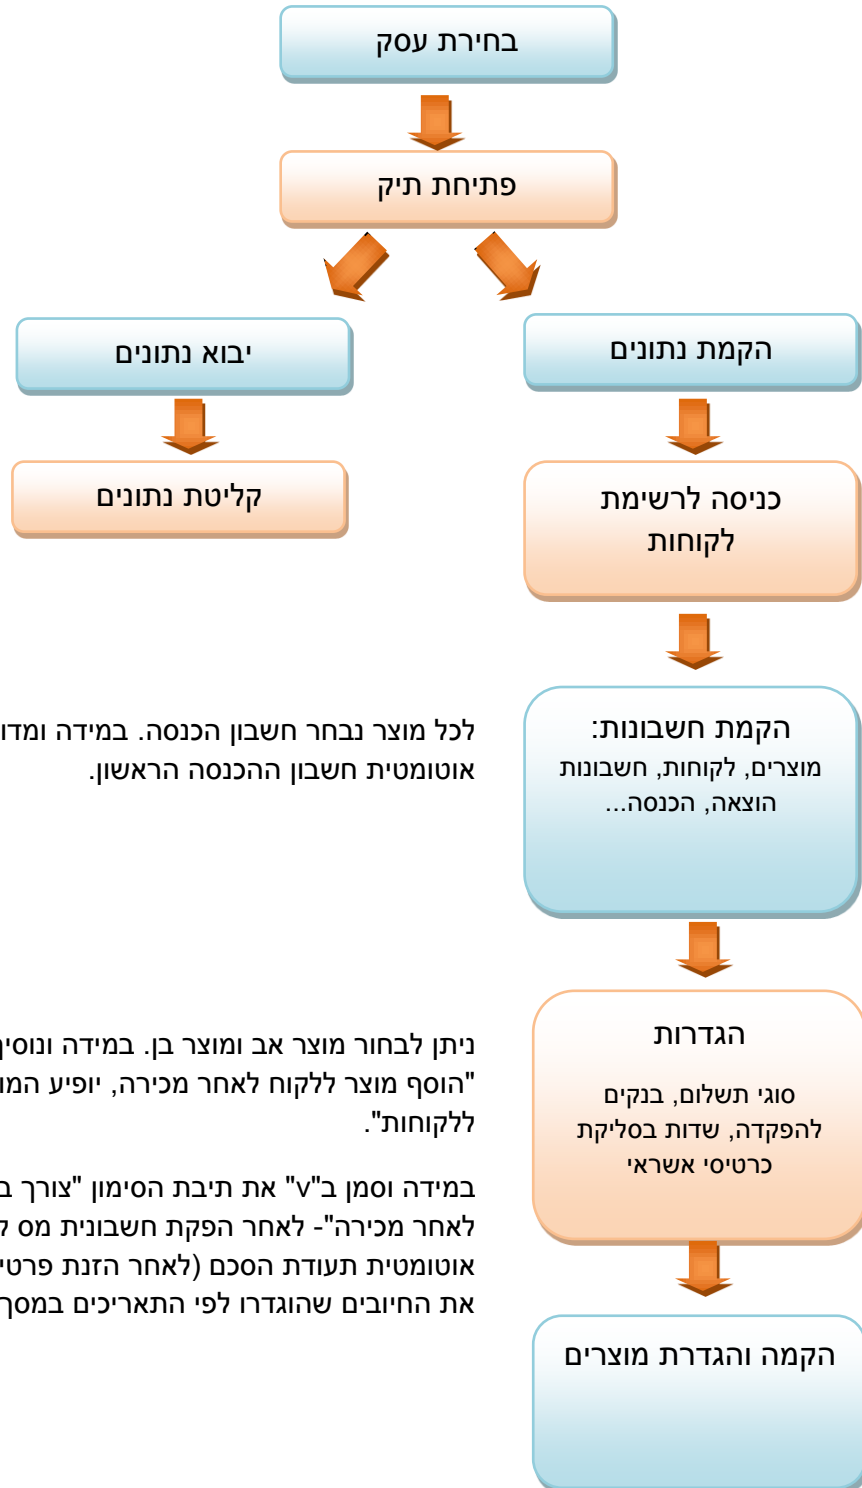 בחירת עסק
פתיחת תיק
הקמת נתונים
יבוא נתונים
כניסה לרשימת
לקוחות
קליטת נתונים
הקמת חשבונות:
מוצרים, לקוחות, חשבונות
הוצאה, הכנסה...
לכל מוצר נבחר חשבון הכנסה. במידה
אוטומטית חשבון ההכנסה הראשון.
הגדרות
סוגי תשלום, בנקים
להפקדה, שדות בסליקת
כרטיסי אשראי
ניתן לבחור מוצר אב ומוצר בן. במידה
"הוסף מוצר ללקוח לאחר מכירה, יופיע
ללקוחות".
במידה וסמן ב"v" את תיבת הסימון "צורך
לאחר מכירה"- לאחר הפקת חשבונית מס
אוטומטית תעודת הסכם (לאחר הזנת
את החיובים שהוגדרו לפי התאריכים במסך
הקמה והגדרת מוצרים